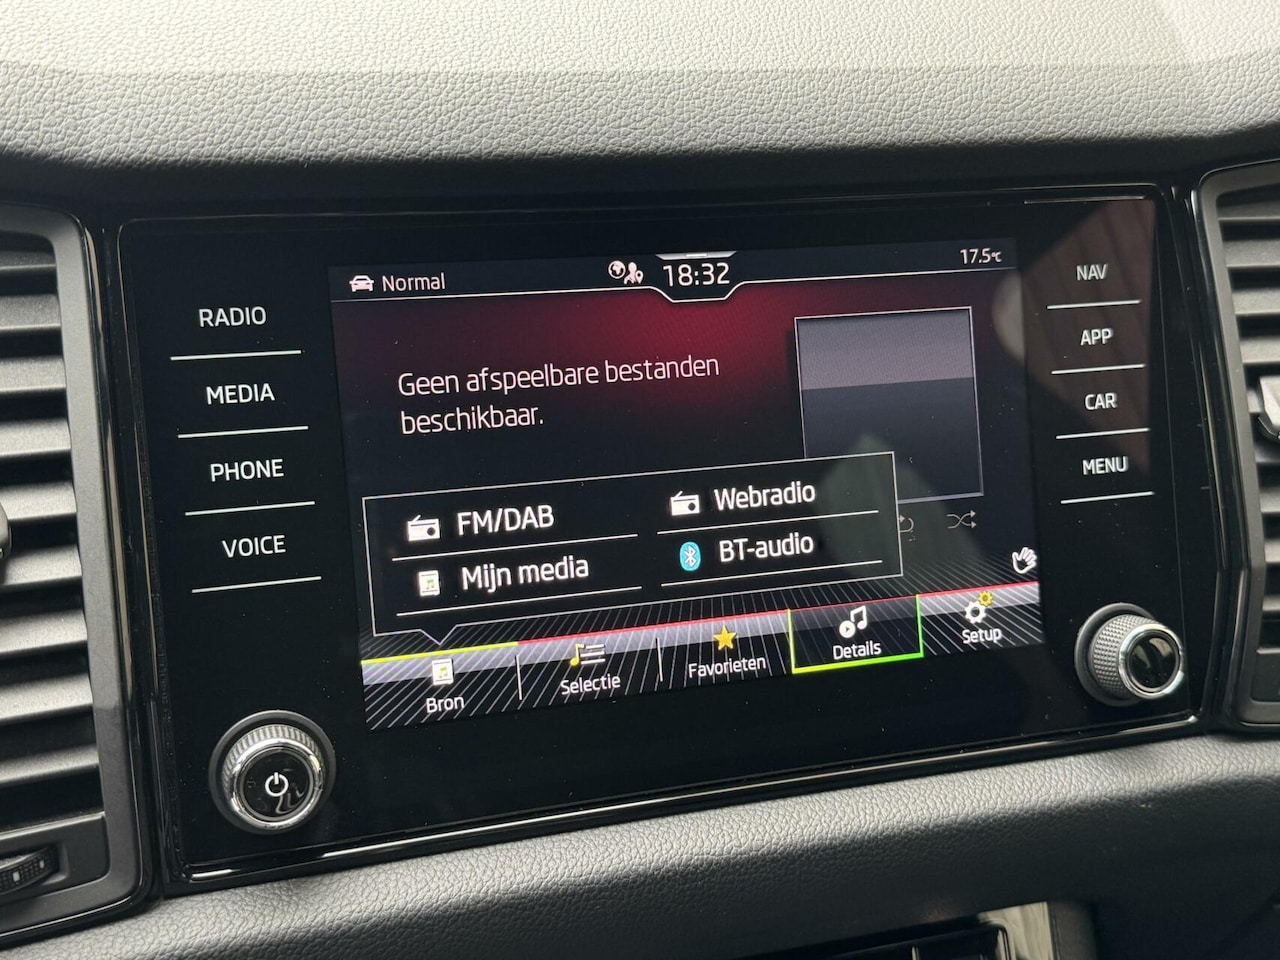 Normal
18:32
17.5°C
RADIO
MEDIA
PHONE
VOICE
NAV
APP
CAR
MENU
Geen afspeelbare bestanden
beschikbaar.
FM/DAB
Webradio
Mijn media
BT-audio
Bron
Selectie
Favorieten
Details
Setup